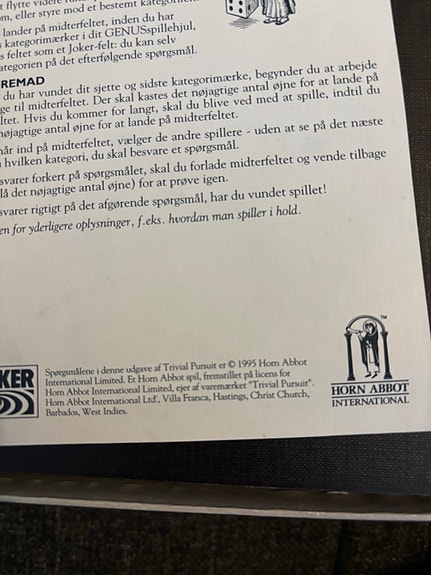 t flytte videre
om, eller styre mod et bestemt kategorifelt.
lander på midterfeltet, inden du har
kategorimærker i dit GENUSspillehjul,
s feltet som et Joker-felt: du kan selv
ategorien på det efterfølgende spørgsmål.
REMAD
du har vundet dit sjette og sidste kategorimærke, begynder du at arbejde
ge til midterfeltet. Der skal kastes det nøjagtige antal øjne for at lande på
ltet. Hvis du kommer for langt, skal du blive ved med at spille, indtil du
nøjagtige antal øjne for at lande på midterfeltet.
når ind på midterfeltet, vælger de andre spillere - uden at se på det næste
hvilken kategori, du skal besvare et spørgsmål.
svarer forkert på spørgsmålet, skal du forlade midterfeltet og vende tilbage
lå det nøjagtige antal øjne) for at prøve igen.
svarer rigtigt på det afgørende spørgsmål, har du vundet spillet!
en for yderligere oplysninger, f.eks. hvordan man spiller i hold.
KER
Spørgsmålene i denne udgave af Trivial Pursuit er © 1995 Horn Abbot
International Limited. Et Horn Abbot spil, fremstillet på licens for
Horn Abbot International Ltd., ejer af varemærket "Trivial Pursuit".
Horn Abbot International Ltd., Villa Franca, Hastings, Christ Church,
Barbados, West Indies.
TM
HORN ABBOT
INTERNATIONAL